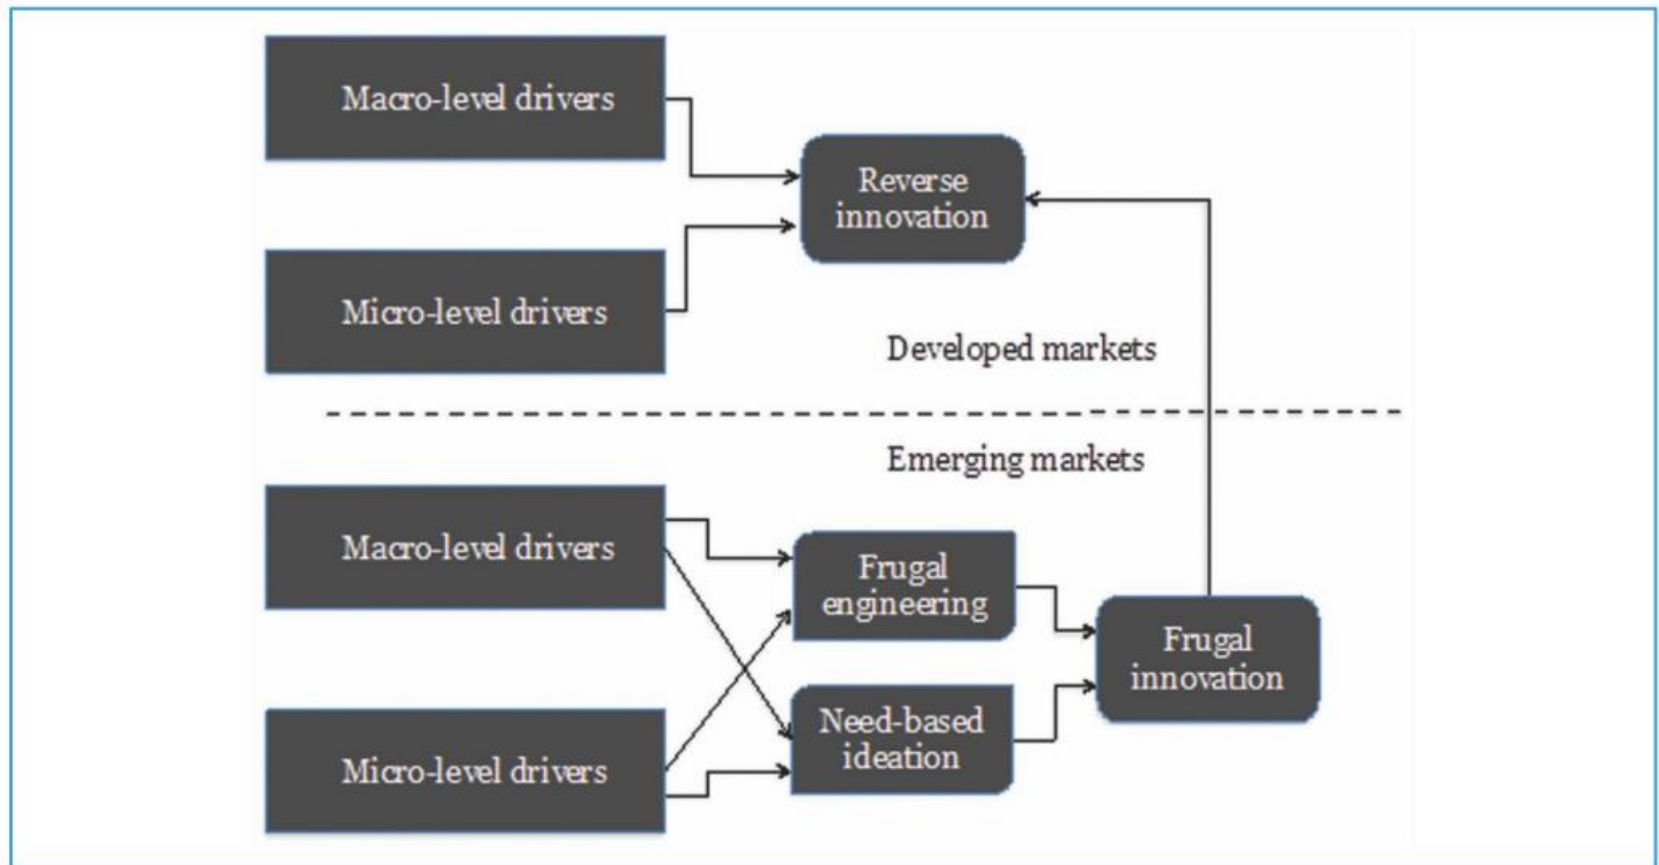 Macro-level drivers
Reverse
innovation
Micro-level drivers
Developed markets
Emerging markets
Macro-level drivers
Frugal
engineering
Frugal
innovation
Need-based
ideation
Micro-level drivers